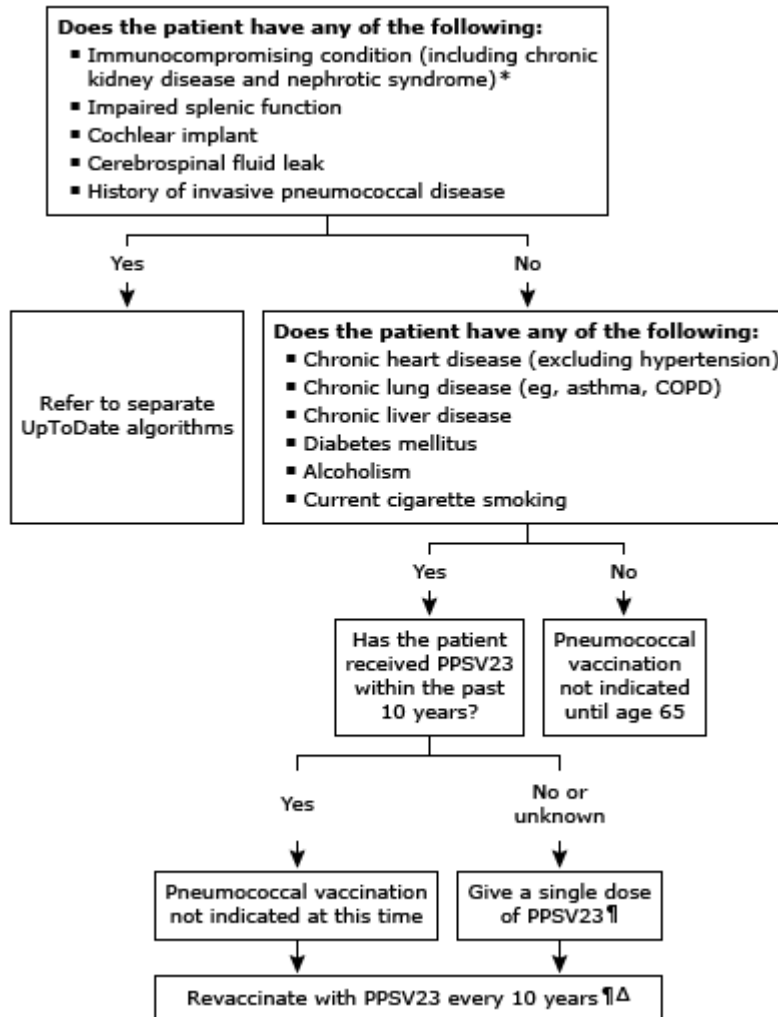 Does the patient have any of the following:
▪ Immunocompromising condition (including chronic
kidney disease and nephrotic syndrome)*
▪ Impaired splenic function
▪ Cochlear implant
▪ Cerebrospinal fluid leak
▪ History of invasive pneumococcal disease
Yes
No
Refer to separate
UpToDate algorithms
Does the patient have any of the following:
▪ Chronic heart disease (excluding hypertension)
▪ Chronic lung disease (eg, asthma, COPD)
▪ Chronic liver disease
▪ Diabetes mellitus
▪ Alcoholism
▪ Current cigarette smoking
Yes
No
Has the patient
received PPSV23
within the past
10 years?
Pneumococcal
vaccination
not indicated
until age 65
Yes
No or
unknown
Pneumococcal vaccination
not indicated at this time
Give a single dose
of PPSV23¶
Revaccinate with PPSV23 every 10 years¶Δ